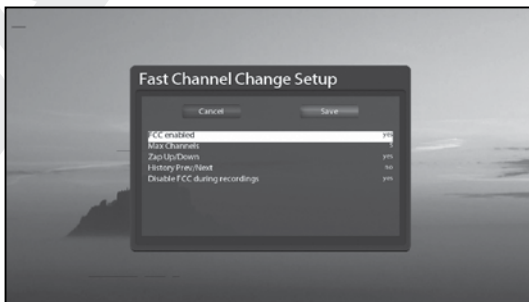 Fast Channel Change Setup
Cancel Save
FCC enabled yes
Max Channels 5
Zap Up/Down yes
History Prev/Next no
Disable FCC during recordings yes